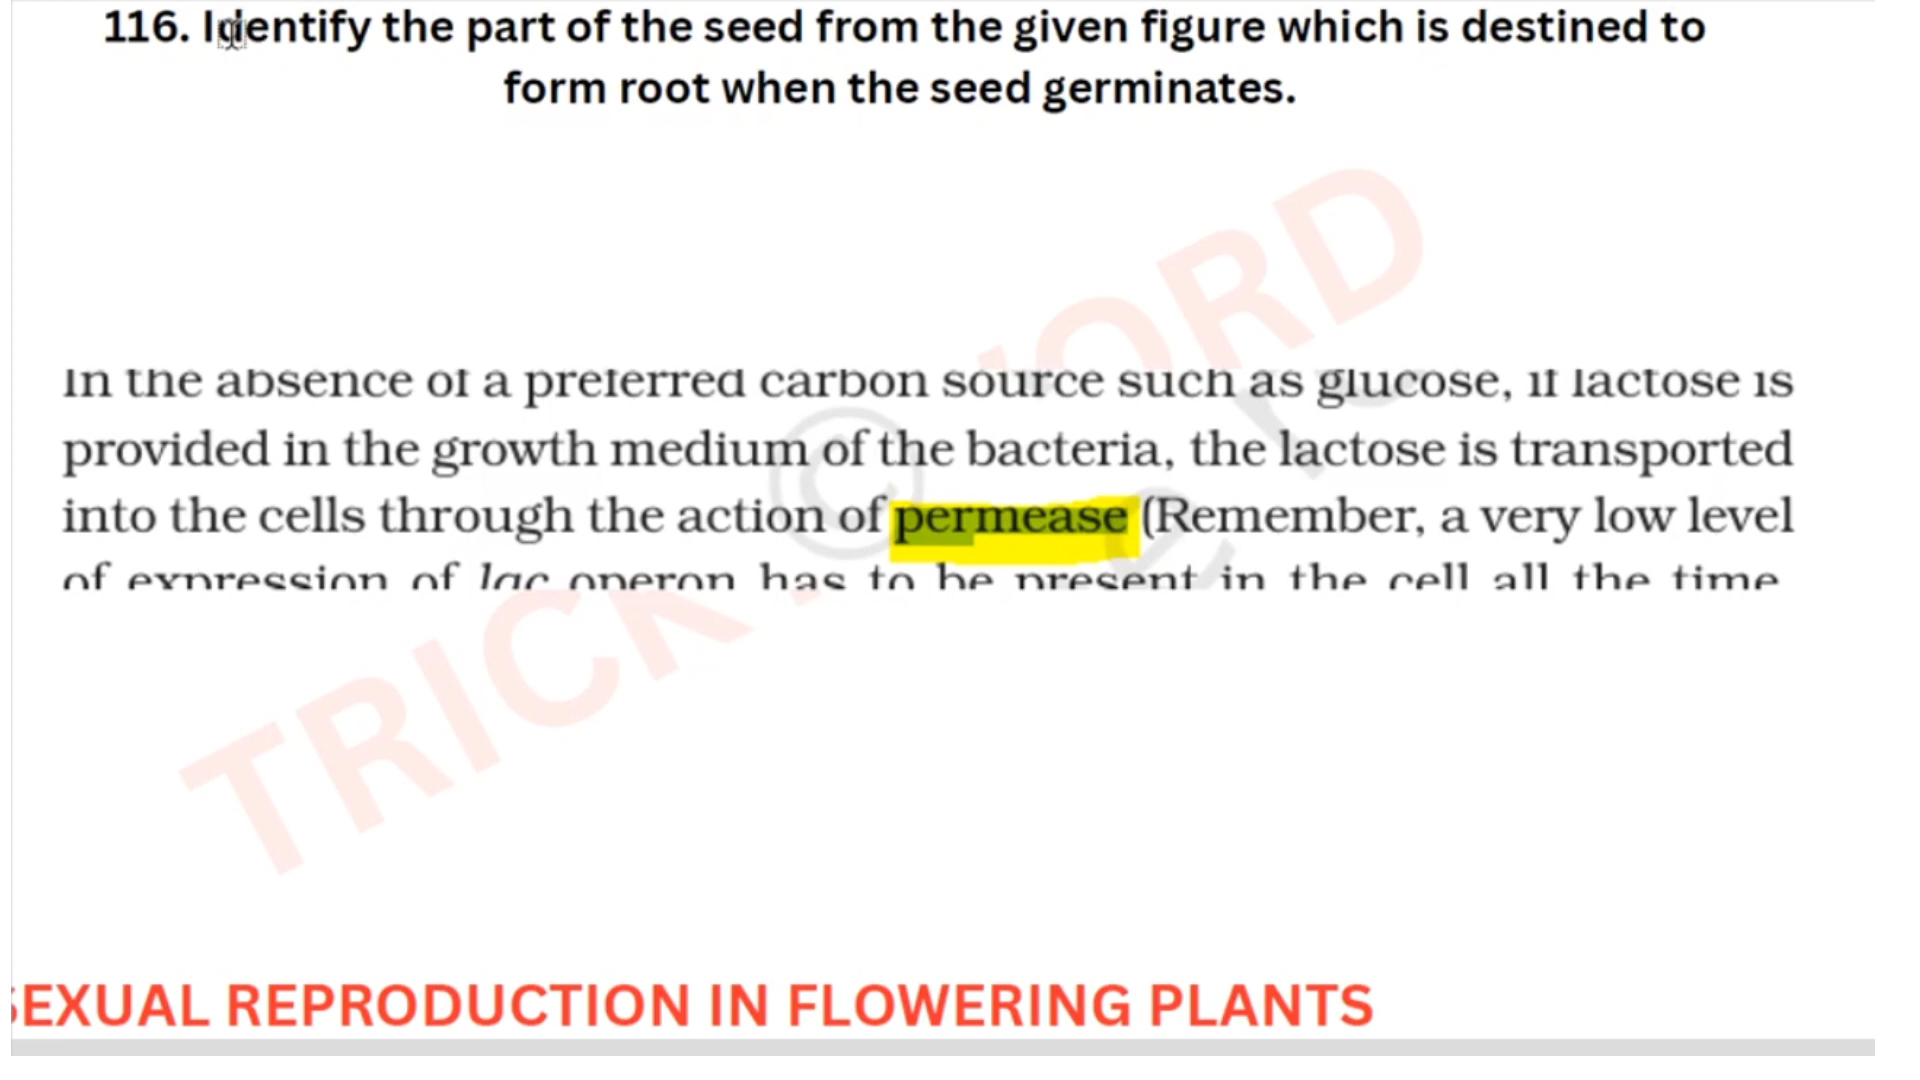 116. Identify the part of the seed from the given figure which is destined to
form root when the seed germinates.
In the absence of a preferred carbon source such as glucose, if lactose is
provided in the growth medium of the bacteria, the lactose is transported
into the cells through the action of permease (Remember, a very low level
of expression of lac operon has to be present in the cell all the time
SEXUAL REPRODUCTION IN FLOWERING PLANTS